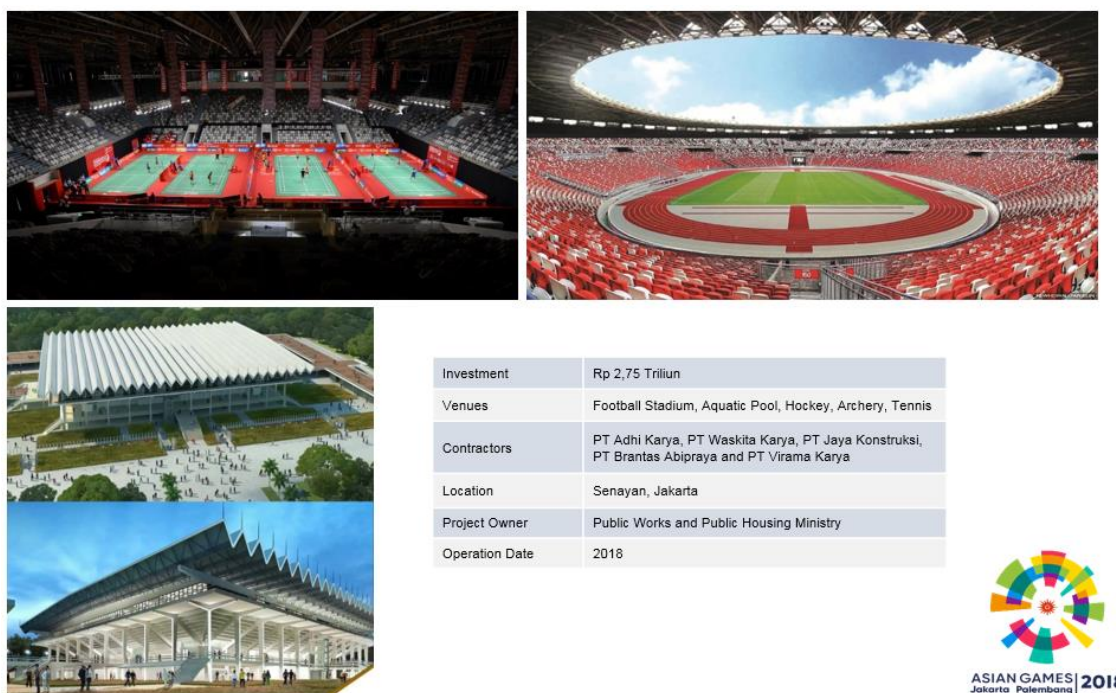 60
Investment Rp 2,75 Triliun
Venues Football Stadium, Aquatic Pool, Hockey, Archery, Tennis
Contractors PT Adhi Karya, PT Waskita Karya, PT Jaya Konstruksi,
PT Brantas Abipraya and PT Virama Karya
Location Senayan, Jakarta
Project Owner Public Works and Public Housing Ministry
Operation Date 2018
ASIAN GAMES 2018
Jakarta Palembang